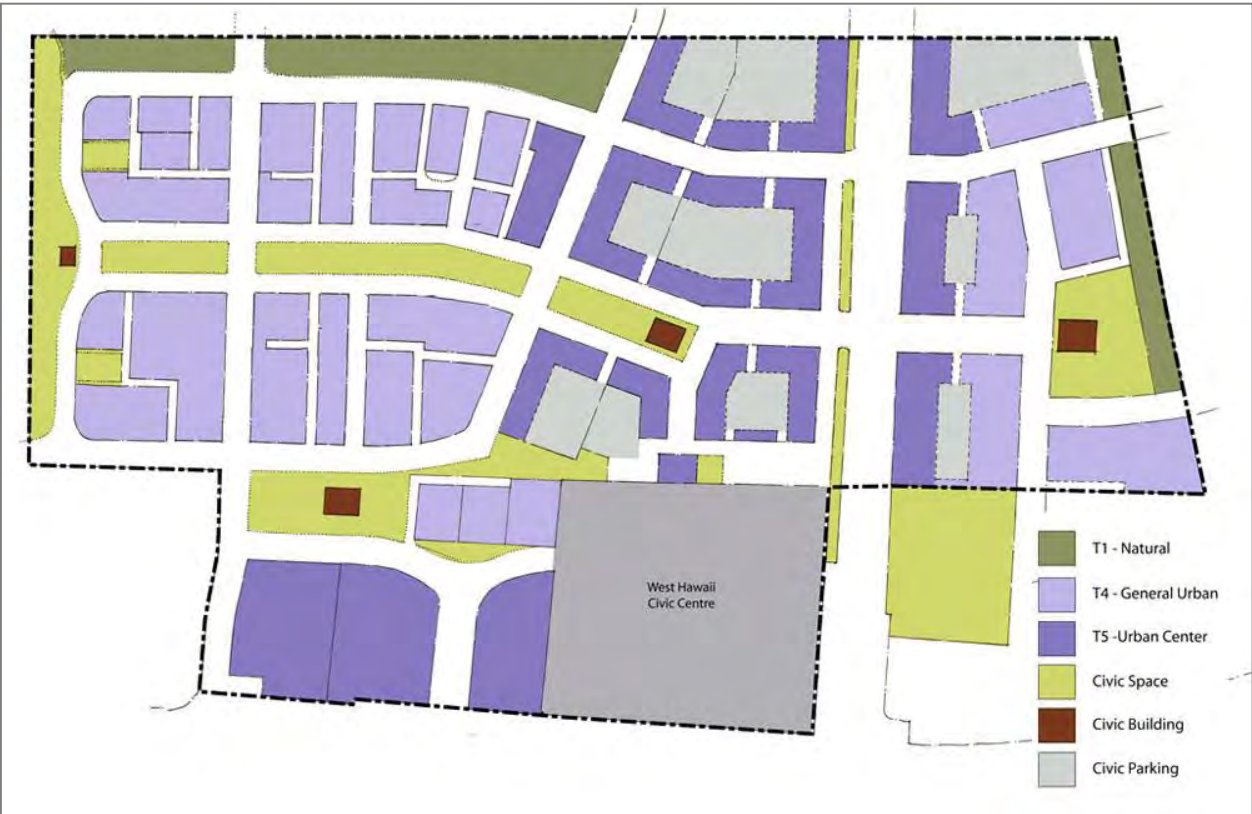 West Hawaii
Civic Centre
T1 - Natural
T4 - General Urban
T5 -Urban Center
Civic Space
Civic Building
Civic Parking